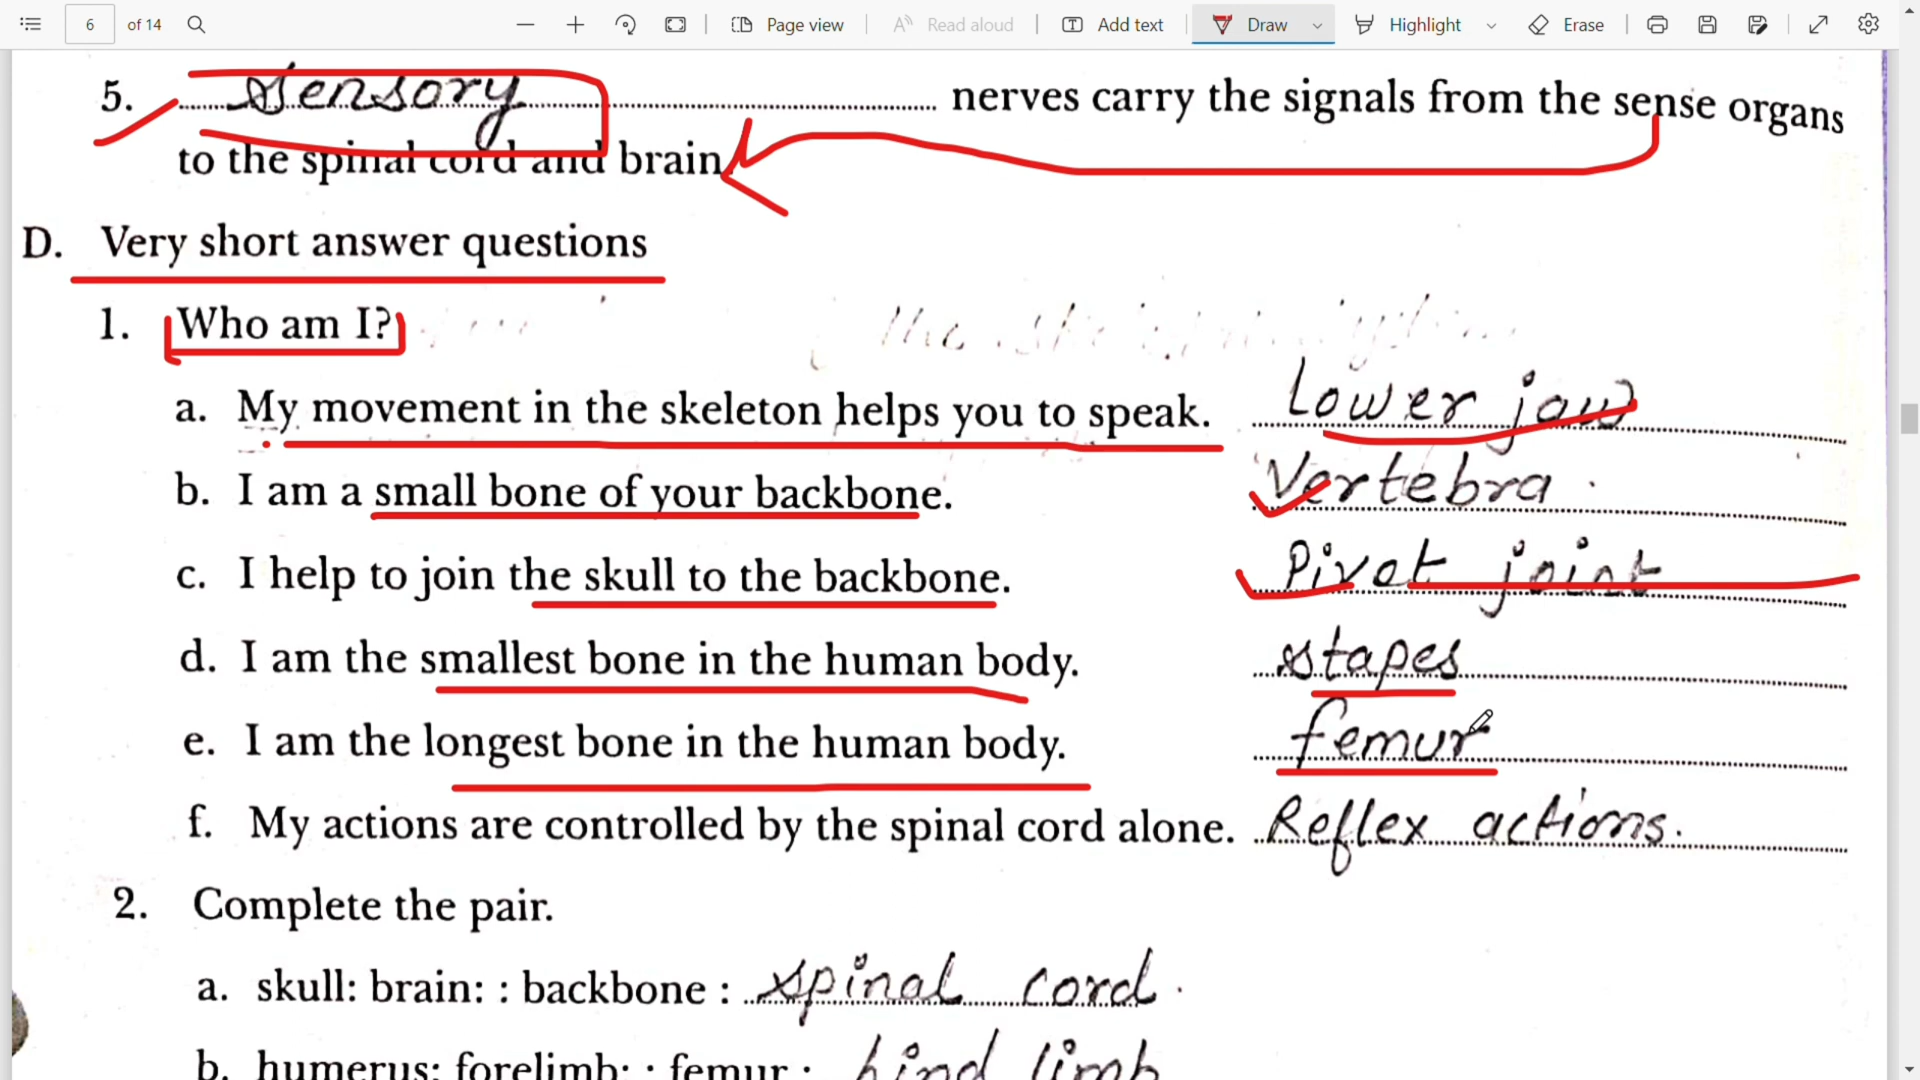 6 of 14 Page view Read aloud Add text Draw Highlight Erase
5. Sensory nerves carry the signals from the sense organs
to the spinal cord and brain
D. Very short answer questions
1. Who am I?
a. My movement in the skeleton helps you to speak. Lower jaw
b. I am a small bone of your backbone. Vertebra.
c. I help to join the skull to the backbone. Pivot joint
d. I am the smallest bone in the human body. stapes
e. I am the longest bone in the human body. femur
f. My actions are controlled by the spinal cord alone. Reflex actions.
2. Complete the pair.
a. skull: brain: : backbone : spinal cord.
b. humerus: forelimb: : femur : hind limb